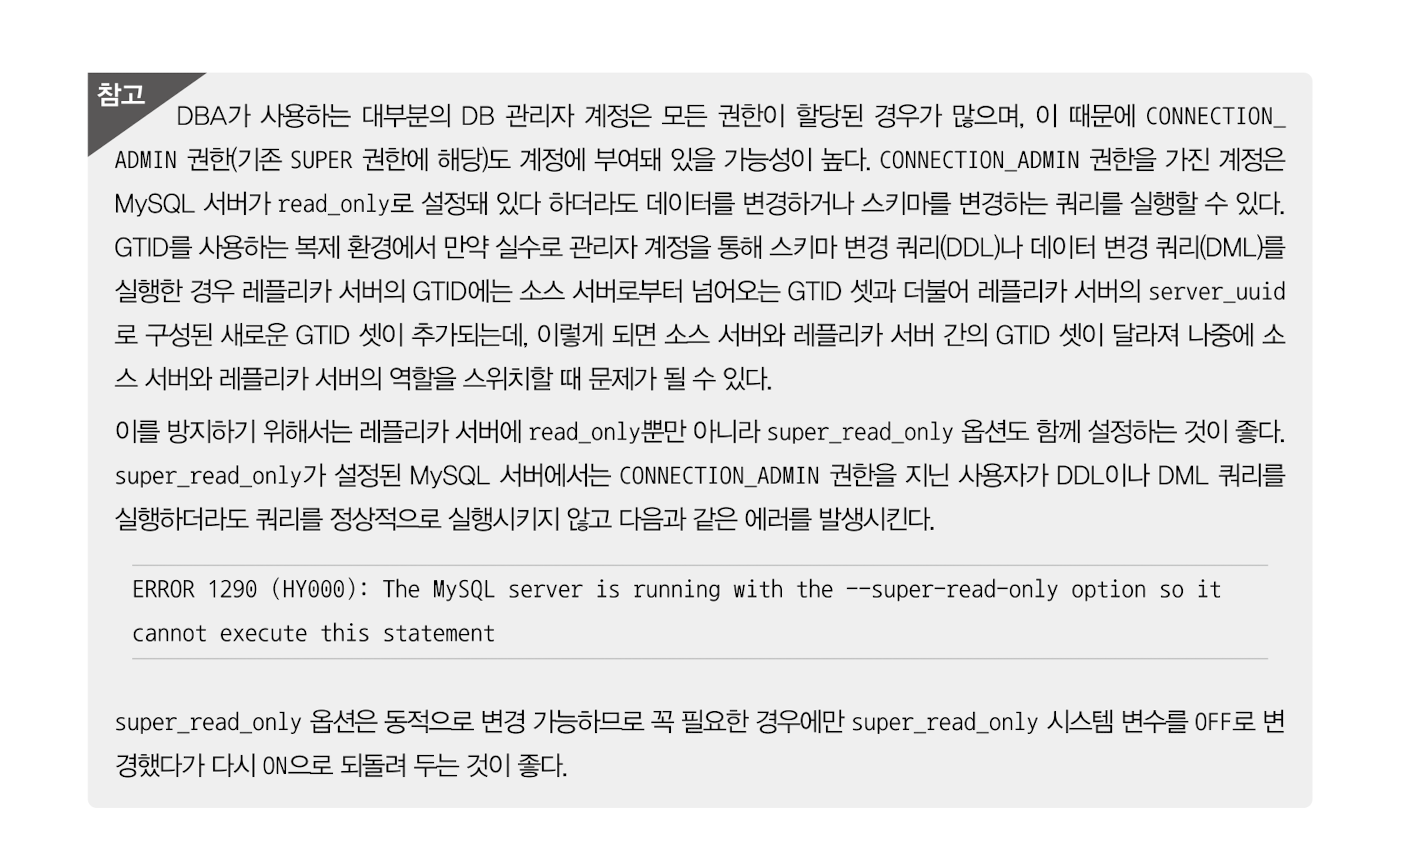 참고
DBA가 사용하는 대부분의 DB 관리자 계정은 모든 권한이 할당된 경우가 많으며, 이 때문에 CONNECTION_
ADMIN 권한(기존 SUPER 권한에 해당)도 계정에 부여돼 있을 가능성이 높다. CONNECTION_ADMIN 권한을 가진 계정은
MySQL 서버가 read_only로 설정돼 있다 하더라도 데이터를 변경하거나 스키마를 변경하는 쿼리를 실행할 수 있다.
GTID를 사용하는 복제 환경에서 만약 실수로 관리자 계정을 통해 스키마 변경 쿼리(DDL)나 데이터 변경 쿼리(DML)를
실행한 경우 레플리카 서버의 GTID에는 소스 서버로부터 넘어오는 GTID 셋과 더불어 레플리카 서버의 server_uuid
로 구성된 새로운 GTID 셋이 추가되는데, 이렇게 되면 소스 서버와 레플리카 서버 간의 GTID 셋이 달라져 나중에 소
스 서버와 레플리카 서버의 역할을 스위치할 때 문제가 될 수 있다.
이를 방지하기 위해서는 레플리카 서버에 read_only뿐만 아니라 super_read_only 옵션도 함께 설정하는 것이 좋다.
super_read_only가 설정된 MySQL 서버에서는 CONNECTION_ADMIN 권한을 지닌 사용자가 DDL이나 DML 쿼리를
실행하더라도 쿼리를 정상적으로 실행시키지 않고 다음과 같은 에러를 발생시킨다.
ERROR 1290 (HY000): The MySQL server is running with the --super-read-only option so it
cannot execute this statement
super_read_only 옵션은 동적으로 변경 가능하므로 꼭 필요한 경우에만 super_read_only 시스템 변수를 OFF로 변
경했다가 다시 ON으로 되돌려 두는 것이 좋다.